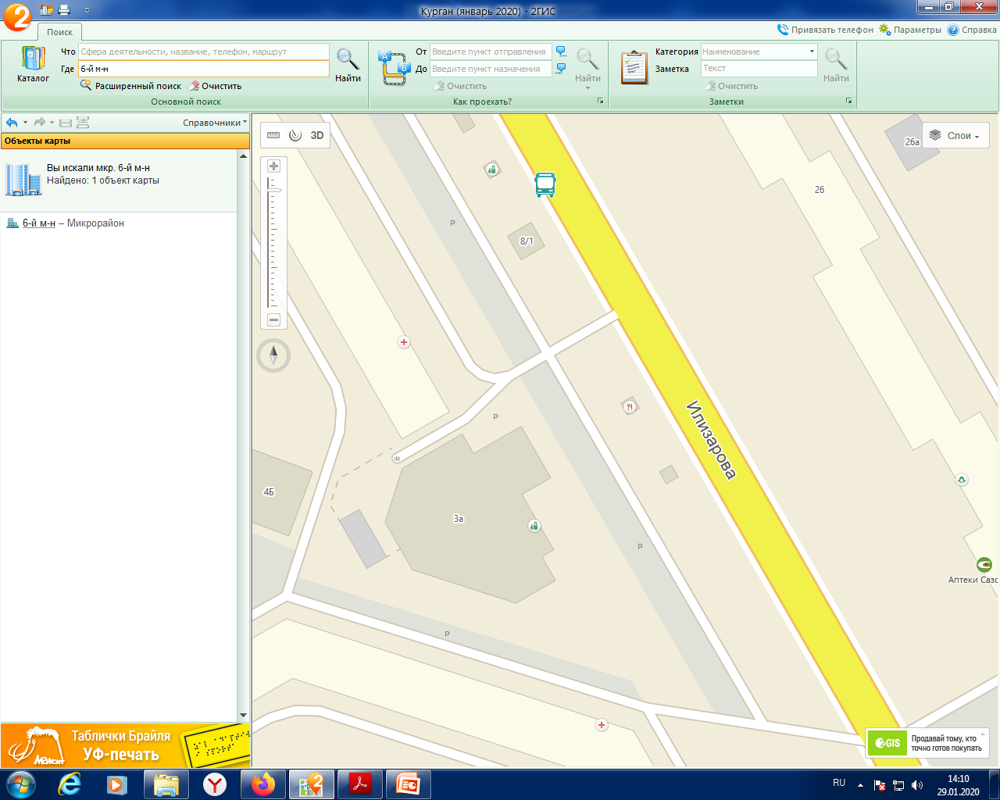 Курган (январь 2020) - 2ГИС
Поиск
Привязать телефон
Параметры
Справка
Каталог
Что
Сфера деятельности, название, телефон, маршрут
Где
6-й м-н
Расширенный поиск
Очистить
Найти
Основной поиск
От
Введите пункт отправления
До
Введите пункт назначения
Очистить
Найти
Как проехать?
Категория
Наименование
Заметка
Текст
Очистить
Найти
Заметки
Справочники
Объекты карты
Вы искали мкр. 6-й м-н
Найдено: 1 объект карты
6-й м-н – Микрорайон
3D
Слои
26а
26
P
8/1
P
Илизарова
4Б
3а
P
Аптеки Сазо
P
2GIS
Продавай тому, кто
точно готов покупать
Таблички Брайля
УФ-печать
Мамонт
RU
14:10
29.01.2020